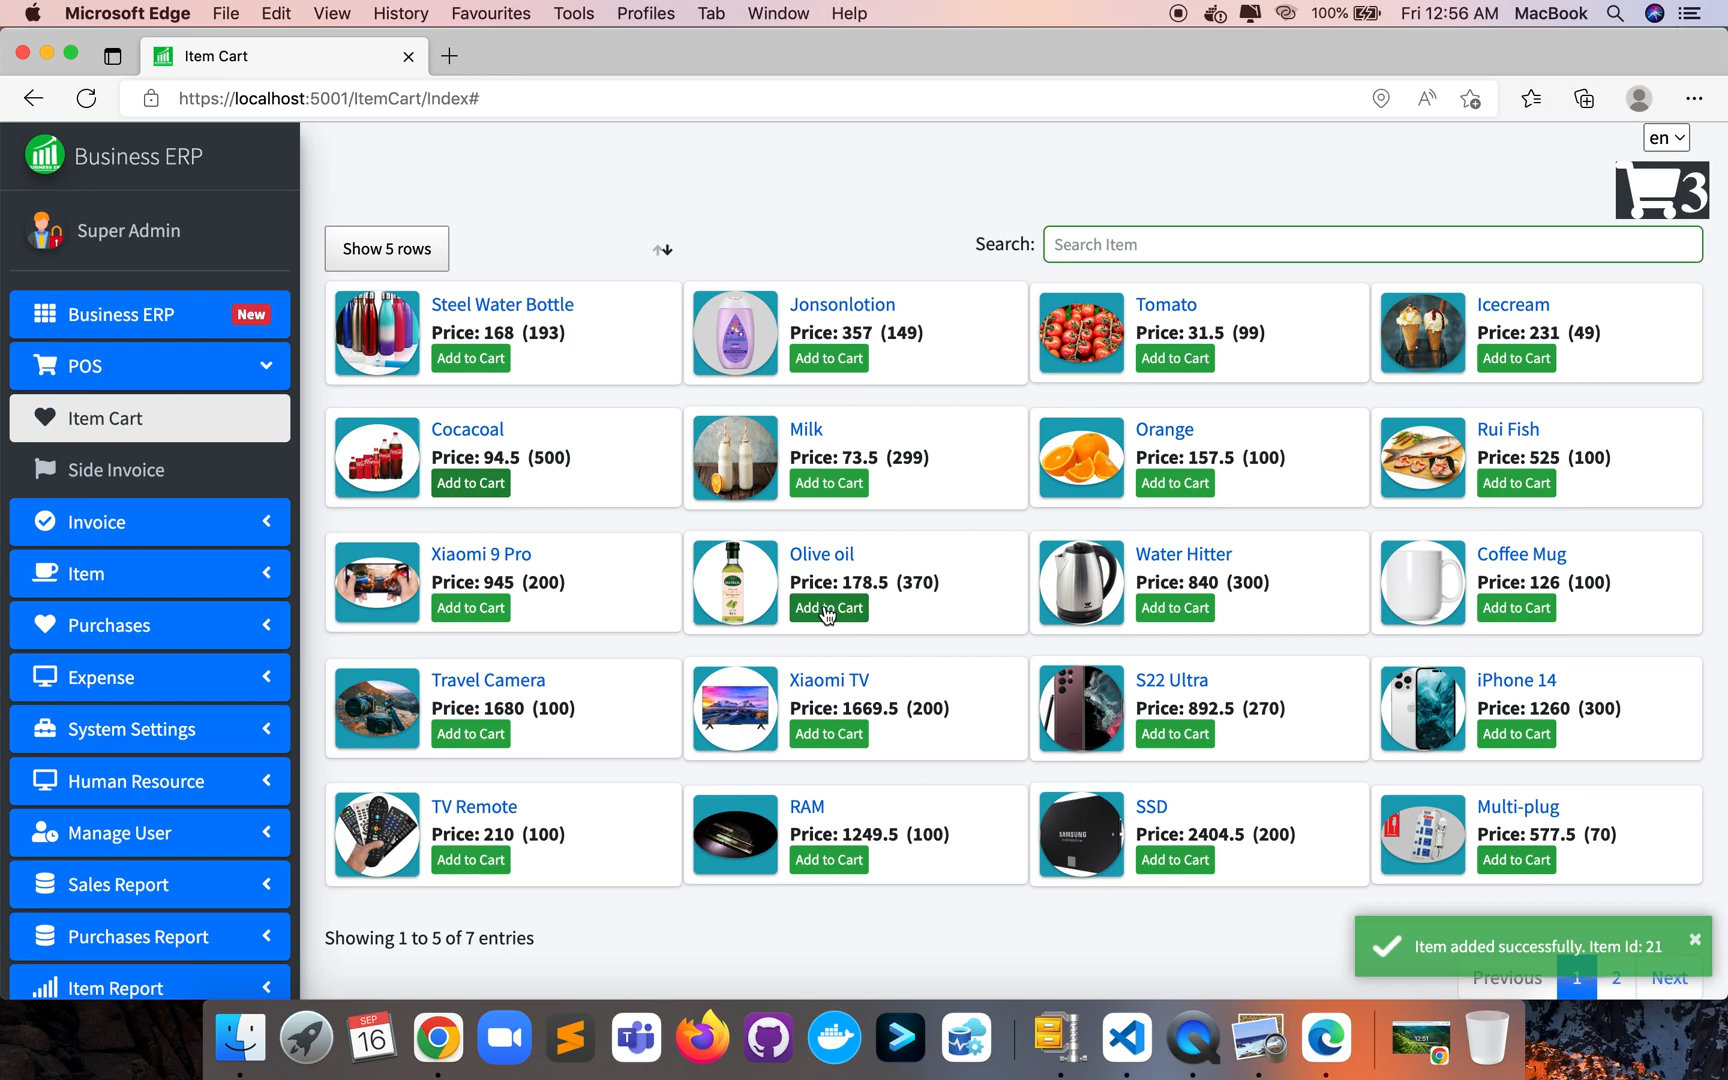 Microsoft Edge File Edit View History Favourites Tools Profiles Tab Window Help 100% Fri 12:56 AM MacBook
Item Cart
https://localhost:5001/ItemCart/Index#
Business ERP
en
3
Super Admin
Show 5 rows
Search: Search Item
Business ERP New
POS
Item Cart
Side Invoice
Invoice
Item
Purchases
Expense
System Settings
Human Resource
Manage User
Sales Report
Purchases Report
Item Report
Steel Water Bottle
Price: 168 (193)
Add to Cart
Jonsonlotion
Price: 357 (149)
Add to Cart
Tomato
Price: 31.5 (99)
Add to Cart
Icecream
Price: 231 (49)
Add to Cart
Cocacoal
Price: 94.5 (500)
Add to Cart
Milk
Price: 73.5 (299)
Add to Cart
Orange
Price: 157.5 (100)
Add to Cart
Rui Fish
Price: 525 (100)
Add to Cart
Xiaomi 9 Pro
Price: 945 (200)
Add to Cart
Olive oil
Price: 178.5 (370)
Add to Cart
Water Hitter
Price: 840 (300)
Add to Cart
Coffee Mug
Price: 126 (100)
Add to Cart
Travel Camera
Price: 1680 (100)
Add to Cart
Xiaomi TV
Price: 1669.5 (200)
Add to Cart
S22 Ultra
Price: 892.5 (270)
Add to Cart
iPhone 14
Price: 1260 (300)
Add to Cart
TV Remote
Price: 210 (100)
Add to Cart
RAM
Price: 1249.5 (100)
Add to Cart
SAMSUNG
SSD
Price: 2404.5 (200)
Add to Cart
Multi-plug
Price: 577.5 (70)
Add to Cart
Showing 1 to 5 of 7 entries
Item added successfully. Item Id: 21
Previous 1 2 Next
SEP
16
12:51